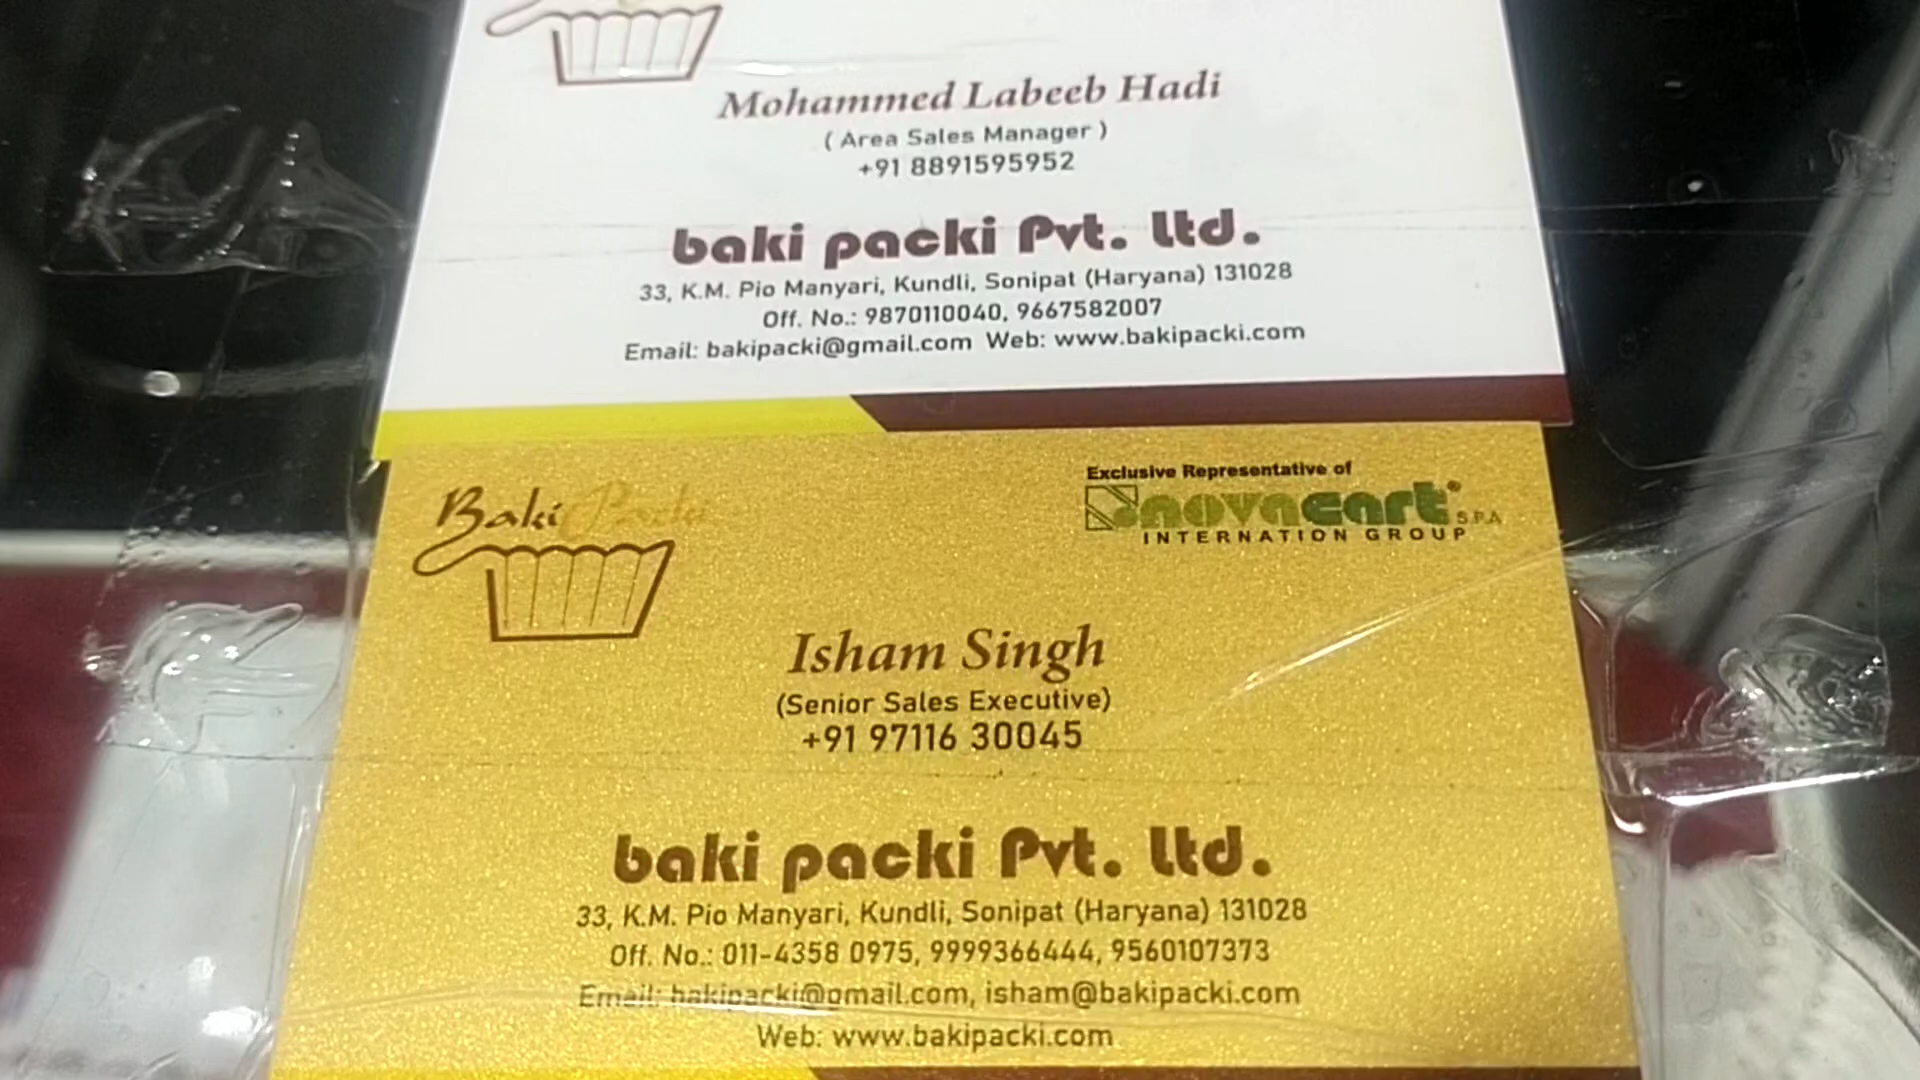 Mohammed Labeeb Hadi
( Area Sales Manager )
+91 8891595952
baki packi Pvt. Ltd.
33, K.M. Pio Manyari, Kundli, Sonipat (Haryana) 131028
Off. No.: 9870110040, 9667582007
Email: bakipacki@gmail.com Web: www.bakipacki.com
Baki Packi
Exclusive Representative of
novacart® S.P.A
INTERNATION GROUP
Isham Singh
(Senior Sales Executive)
+91 97116 30045
baki packi Pvt. Ltd.
33, K.M. Pio Manyari, Kundli, Sonipat (Haryana) 131028
Off. No.: 011-4358 0975, 9999366444, 9560107373
Email: bakipacki@gmail.com, isham@bakipacki.com
Web: www.bakipacki.com